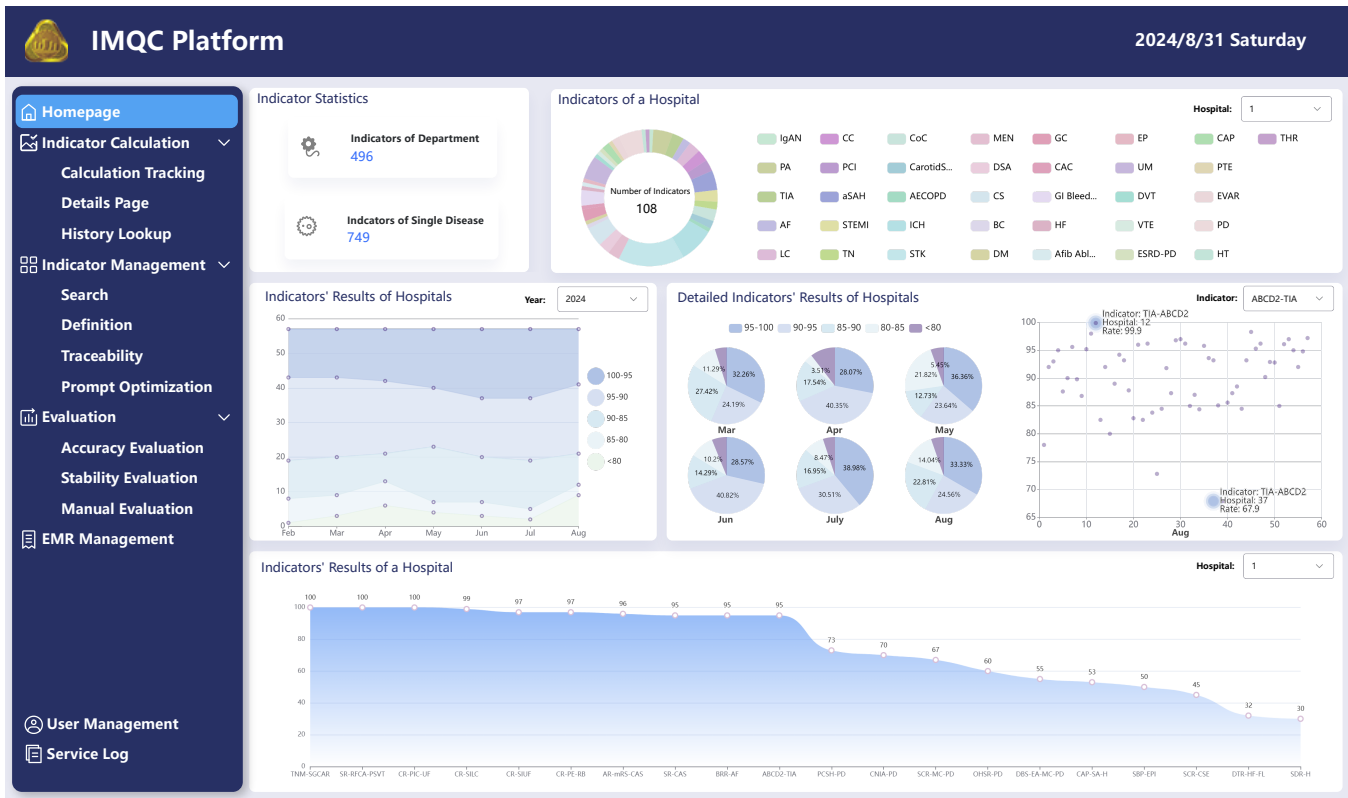 IMQC Platform
2024/8/31 Saturday
Homepage
Indicator Calculation
Calculation Tracking
Details Page
History Lookup
Indicator Management
Search
Definition
Traceability
Prompt Optimization
Evaluation
Accuracy Evaluation
Stability Evaluation
Manual Evaluation
EMR Management
User Management
Service Log
Indicator Statistics
Indicators of Department
496
Indcators of Single Disease
749
Indicators of a Hospital
Hospital: 1
Number of Indicators
108
IgAN CC CoC MEN GC EP CAP THR
PA PCI CarotidS... DSA CAC UM PTE
TIA aSAH AECOPD CS GI Bleed... DVT EVAR
AF STEMI ICH BC HF VTE PD
LC TN STK DM Afib Abl... ESRD-PD HT
Indicators' Results of Hospitals
Year: 2024
60
50
40
30
20
10
0
Feb Mar Apr May Jun Jul Aug
100-95
95-90
90-85
85-80
<80
Detailed Indicators' Results of Hospitals
Indicator: ABCD2-TIA
95-100 90-95 85-90 80-85 <80
11.29% 32.26% 27.42% 24.19%
Mar
3.51% 28.07% 17.54% 40.35%
Apr
5.45% 21.82% 36.36% 12.73% 23.64%
May
10.2% 28.57% 14.29% 40.82%
Jun
8.47% 38.98% 16.95% 30.51%
July
14.04% 33.33% 22.81% 24.56%
Aug
100
95
90
85
80
75
70
65
0 10 20 30 40 50 60
Aug
Indicator: TIA-ABCD2
Hospital: 12
Rate: 99.9
Indicator: TIA-ABCD2
Hospital: 37
Rate: 67.9
Indicators' Results of a Hospital
Hospital: 1
100 100 100 99 97 97 96 95 95 95 73 70 67 60 55 53 50 45 32 30
100
80
60
40
20
0
TNM-SGCAR SR-RFCA-PSVT CR-PIC-UF CR-SILC CR-SIUF CR-PE-RB AR-mRS-CAS SR-CAS BRR-AF ABCD2-TIA PCSH-PD CNIA-PD SCR-MC-PD OHSR-PD DBS-EA-MC-PD CAP-SA-H SBP-EPI SCR-CSE DTR-HF-FL SDR-H